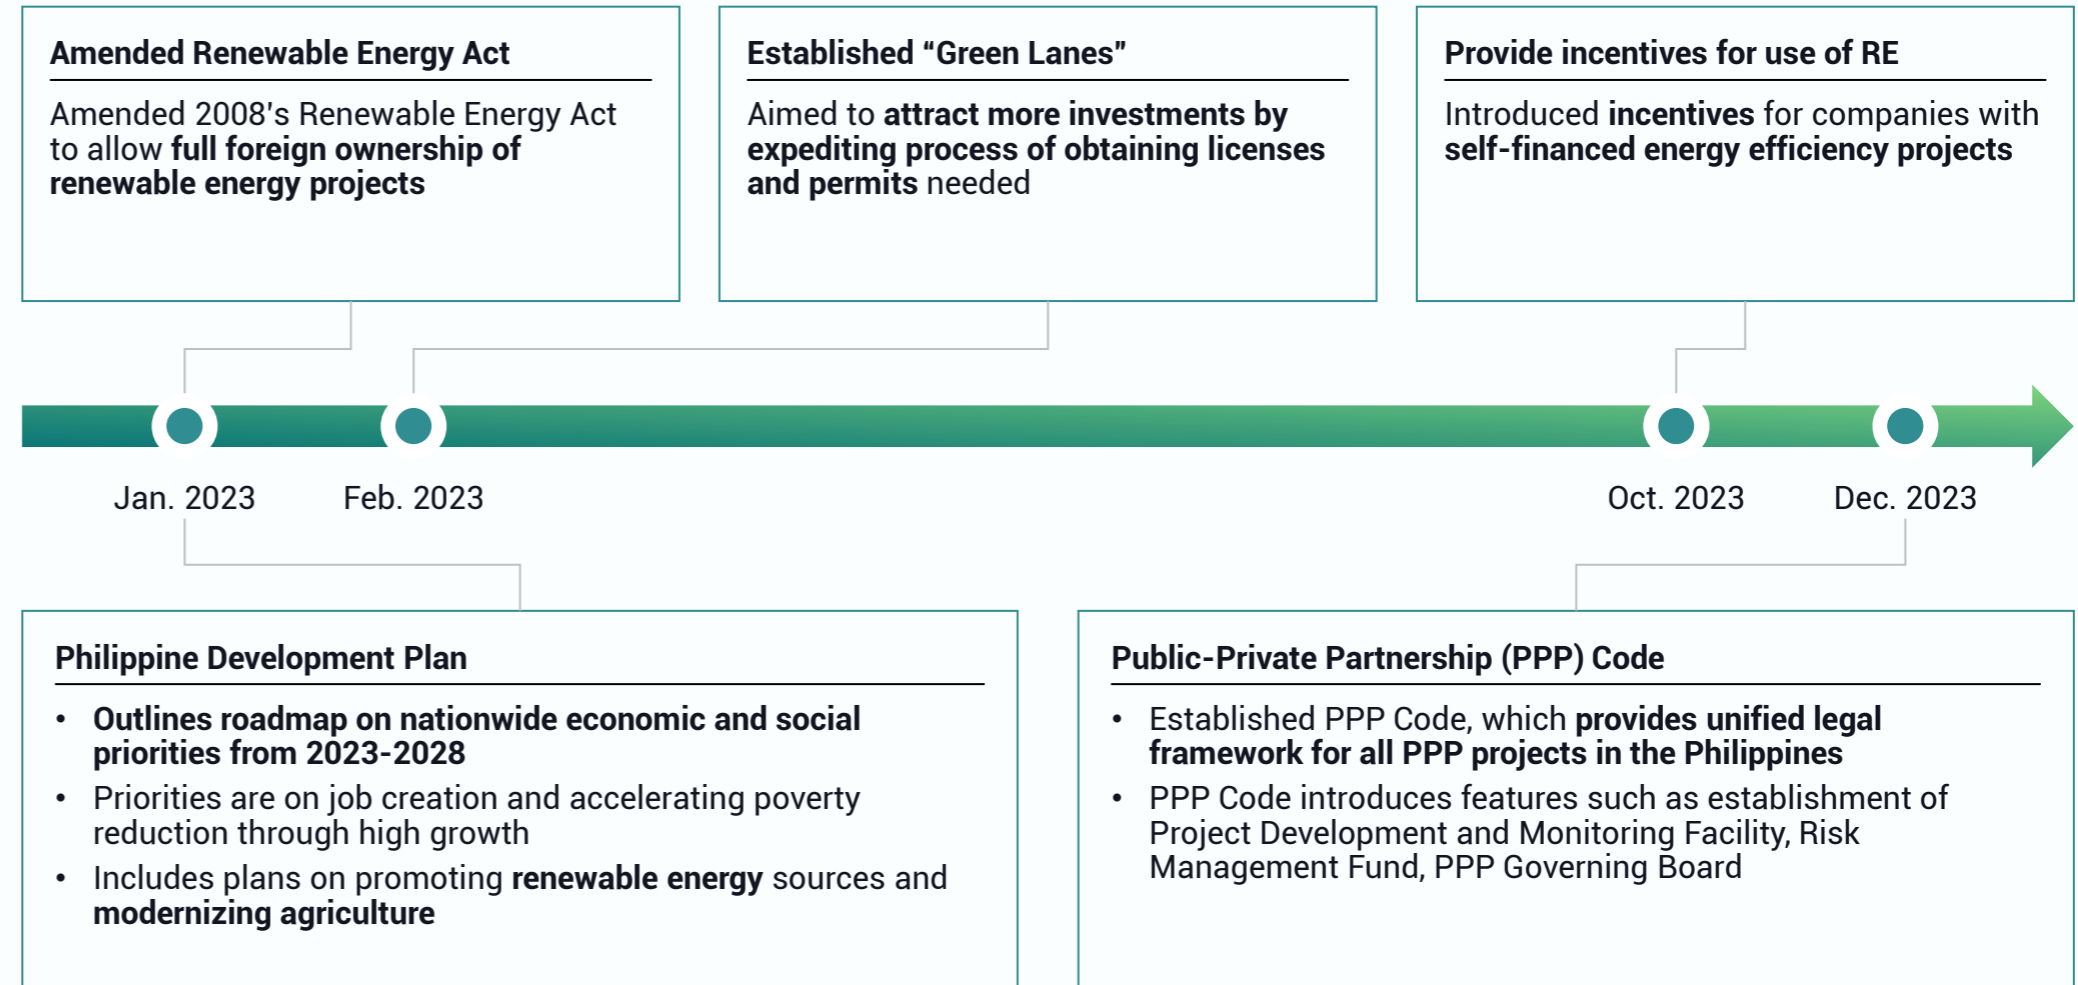 Amended Renewable Energy Act
Amended 2008's Renewable Energy Act
to allow full foreign ownership of
renewable energy projects
Established “Green Lanes”
Aimed to attract more investments by
expediting process of obtaining licenses
and permits needed
Provide incentives for use of RE
Introduced incentives for companies with
self-financed energy efficiency projects
Jan. 2023
Feb. 2023
Oct. 2023
Dec. 2023
Philippine Development Plan
• Outlines roadmap on nationwide economic and social
priorities from 2023-2028
• Priorities are on job creation and accelerating poverty
reduction through high growth
• Includes plans on promoting renewable energy sources and
modernizing agriculture
Public-Private Partnership (PPP) Code
• Established PPP Code, which provides unified legal
framework for all PPP projects in the Philippines
• PPP Code introduces features such as establishment of
Project Development and Monitoring Facility, Risk
Management Fund, PPP Governing Board